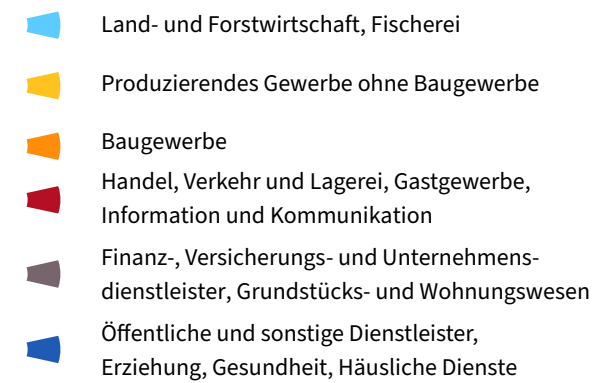 Land- und Forstwirtschaft, Fischerei
Produzierendes Gewerbe ohne Baugewerbe
Baugewerbe
Handel, Verkehr und Lagerei, Gastgewerbe,
Information und Kommunikation
Finanz-, Versicherungs- und Unternehmens-
dienstleister, Grundstücks- und Wohnungswesen
Öffentliche und sonstige Dienstleister,
Erziehung, Gesundheit, Häusliche Dienste